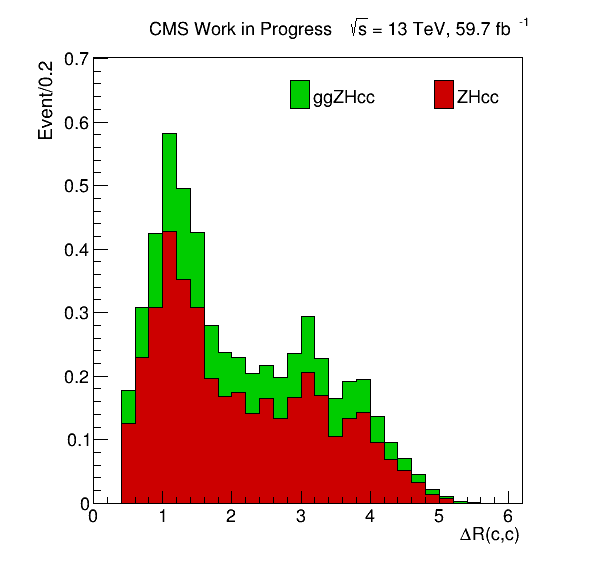 CMS Work in Progress √s = 13 TeV, 59.7 fb⁻¹
Event/0.2
0.7
0.6
0.5
0.4
0.3
0.2
0.1
0
ggZHcc
ZHcc
0 1 2 3 4 5 6
ΔR(c,c)